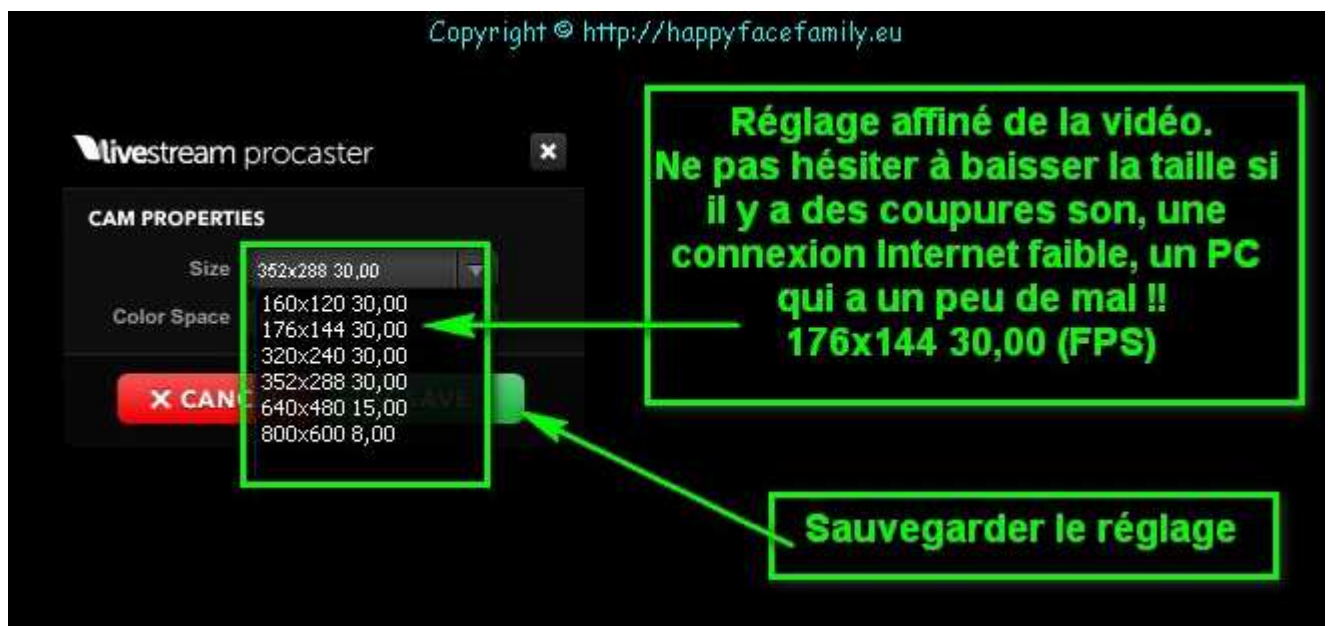 Copyright © http://happyfacefamily.eu
livestream procaster
CAM PROPERTIES
Size 352x288 30,00
Color Space
160x120 30,00
176x144 30,00
320x240 30,00
352x288 30,00
640x480 15,00
800x600 8,00
X CANC
AVE
Réglage affiné de la vidéo.
Ne pas hésiter à baisser la taille si
il y a des coupures son, une
connexion Internet faible, un PC
qui a un peu de mal !!
176x144 30,00 (FPS)
Sauvegarder le réglage